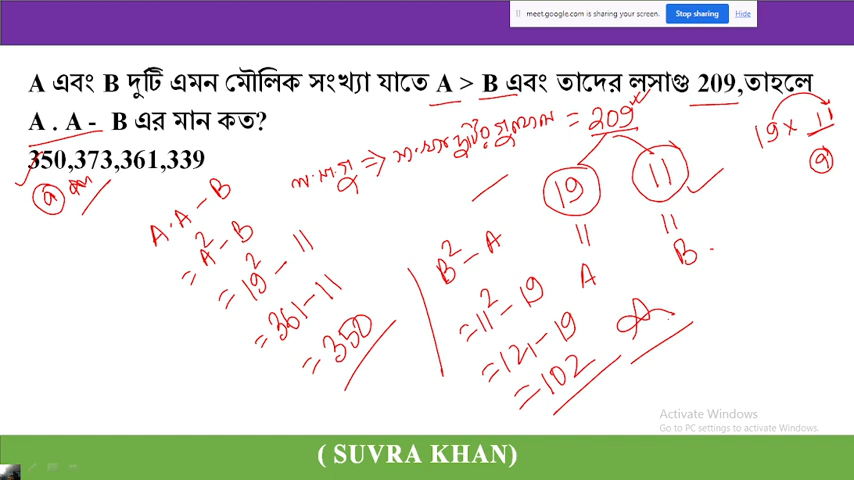 meet.google.com is sharing your screen. Stop sharing Hide
A এবং B দুটি এমন মৌলিক সংখ্যা যাতে A > B এবং তাদের লসাগু 209,তাহলে
A . A - B এর মান কত?
350,373,361,339
ল.সা.গু ⇒ = 209
19 × 11
19 11
|| ||
A B
a
A·A - B
= A² - B
= 19² - 11
= 361 - 11
= 350
B² - A
= 11² - 19
= 121 - 19
= 102
Activate Windows
Go to PC settings to activate Windows.
( SUVRA KHAN)